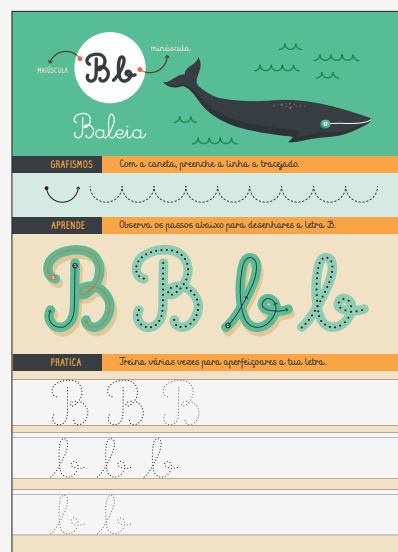 minúscula
MAIÚSCULA
Bb
Baleia
GRAFISMOS Com a caneta, preenche a linha a tracejado.
APRENDE Observa os passos abaixo para desenhares a letra B.
B B b b
PRATICA Treina várias vezes para aperfeiçoares a tua letra.
B B B
b b b
b b